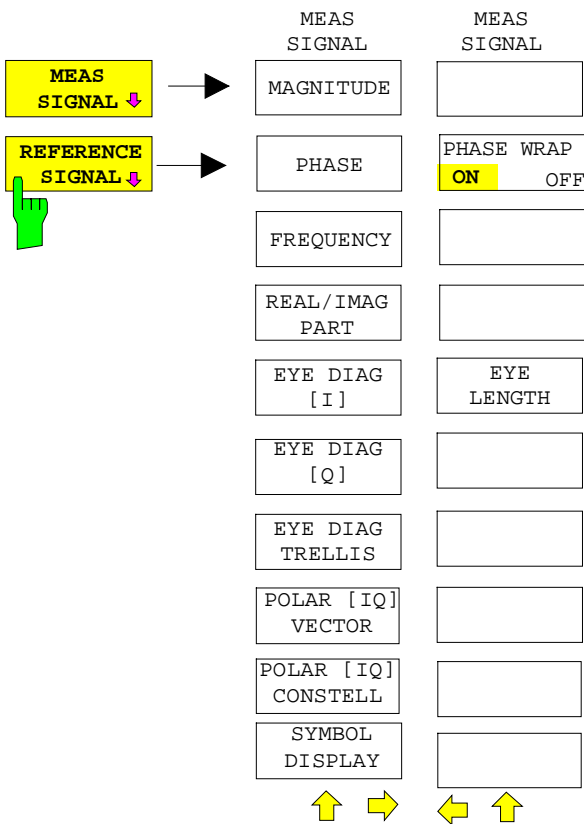 MEAS
SIGNAL
REFERENCE
SIGNAL
MEAS
SIGNAL
MAGNITUDE
PHASE
FREQUENCY
REAL/IMAG
PART
EYE DIAG
[I]
EYE DIAG
[Q]
EYE DIAG
TRELLIS
POLAR [IQ]
VECTOR
POLAR [IQ]
CONSTELL
SYMBOL
DISPLAY
MEAS
SIGNAL
PHASE WRAP
ON OFF
EYE
LENGTH